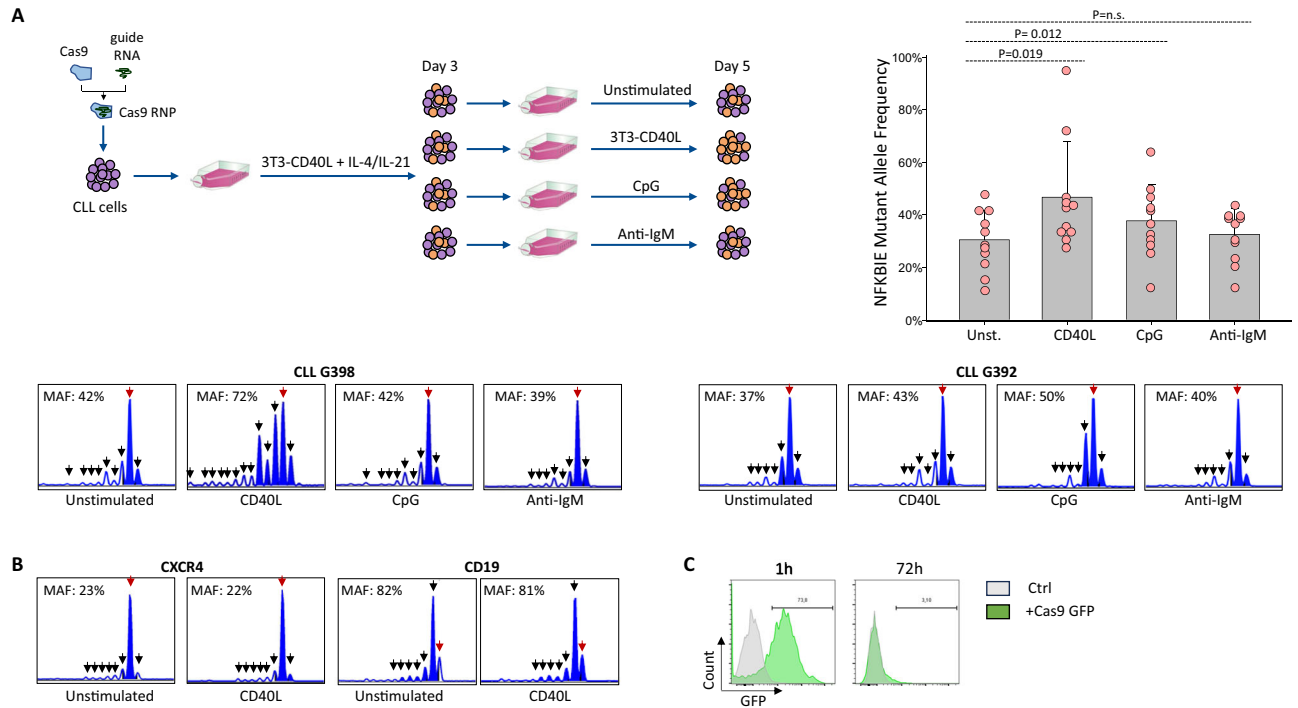 A
Cas9
guide
RNA
Cas9 RNP
CLL cells
3T3-CD40L + IL-4/IL-21
Day 3
Day 5
Unstimulated
3T3-CD40L
CpG
Anti-IgM
P=n.s.
P= 0.012
P=0.019
NFKBIE Mutant Allele Frequency
100%
80%
60%
40%
20%
0%
Unst.
CD40L
CpG
Anti-IgM
CLL G398
MAF: 42%
MAF: 72%
MAF: 42%
MAF: 39%
Unstimulated
CD40L
CpG
Anti-IgM
CLL G392
MAF: 37%
MAF: 43%
MAF: 50%
MAF: 40%
Unstimulated
CD40L
CpG
Anti-IgM
B
CXCR4
MAF: 23%
MAF: 22%
Unstimulated
CD40L
CD19
MAF: 82%
MAF: 81%
Unstimulated
CD40L
C
1h
72h
73,8
3,10
Count
GFP
Ctrl
+Cas9 GFP